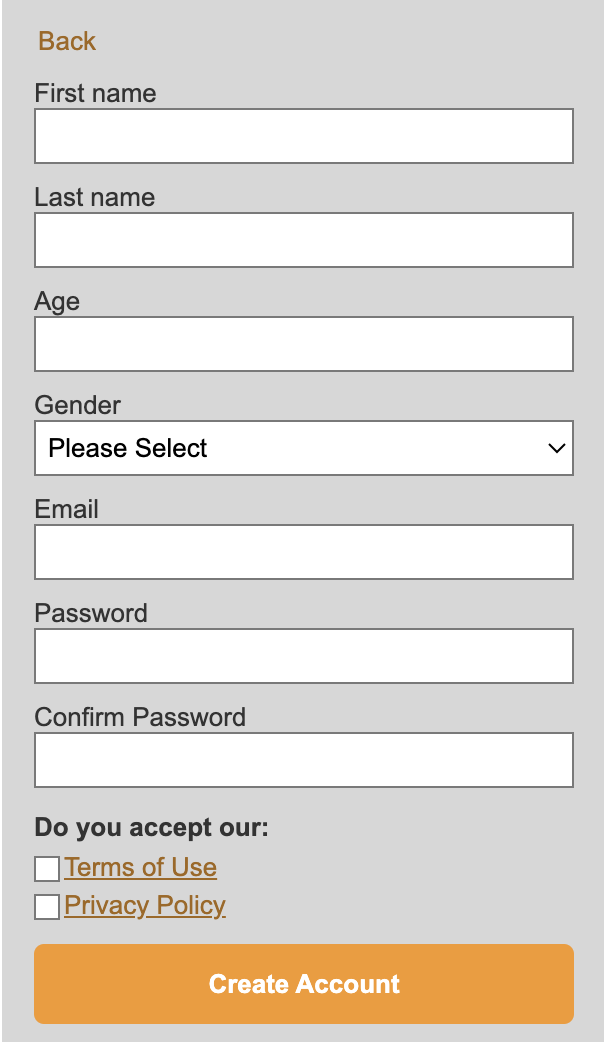 Back
First name
Last name
Age
Gender
Please Select
Email
Password
Confirm Password
Do you accept our:
Terms of Use
Privacy Policy
Create Account